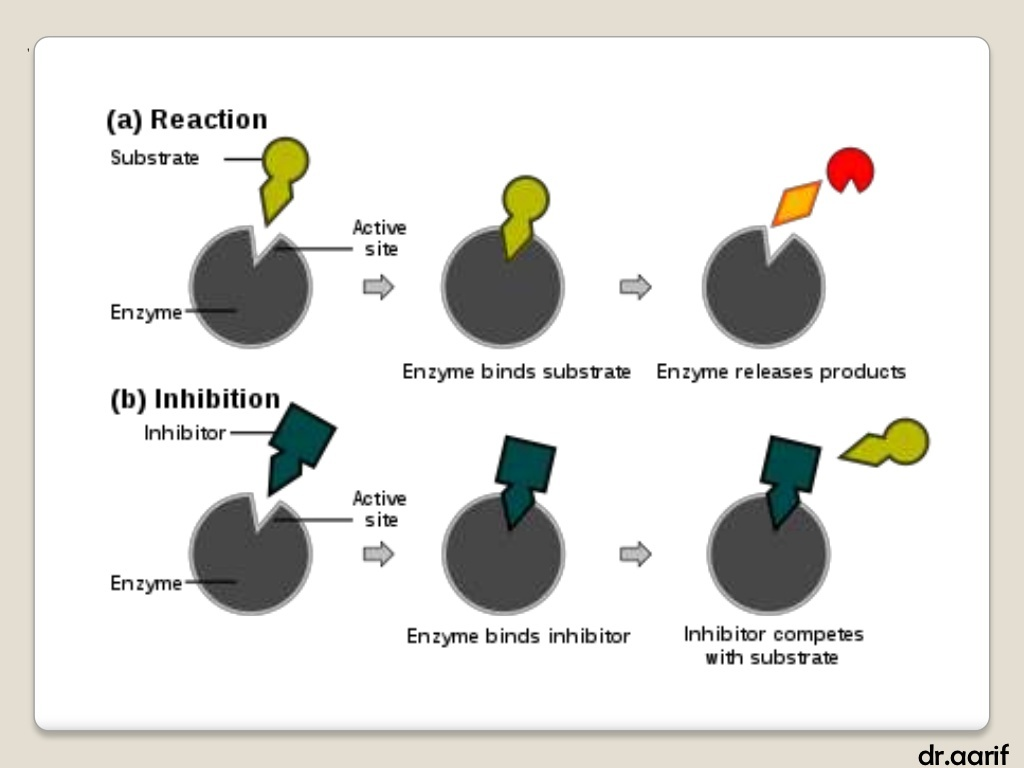 (a) Reaction
Substrate
Active
site
Enzyme
Enzyme binds substrate
Enzyme releases products
(b) Inhibition
Inhibitor
Active
site
Enzyme
Enzyme binds inhibitor
Inhibitor competes
with substrate
dr.aarif